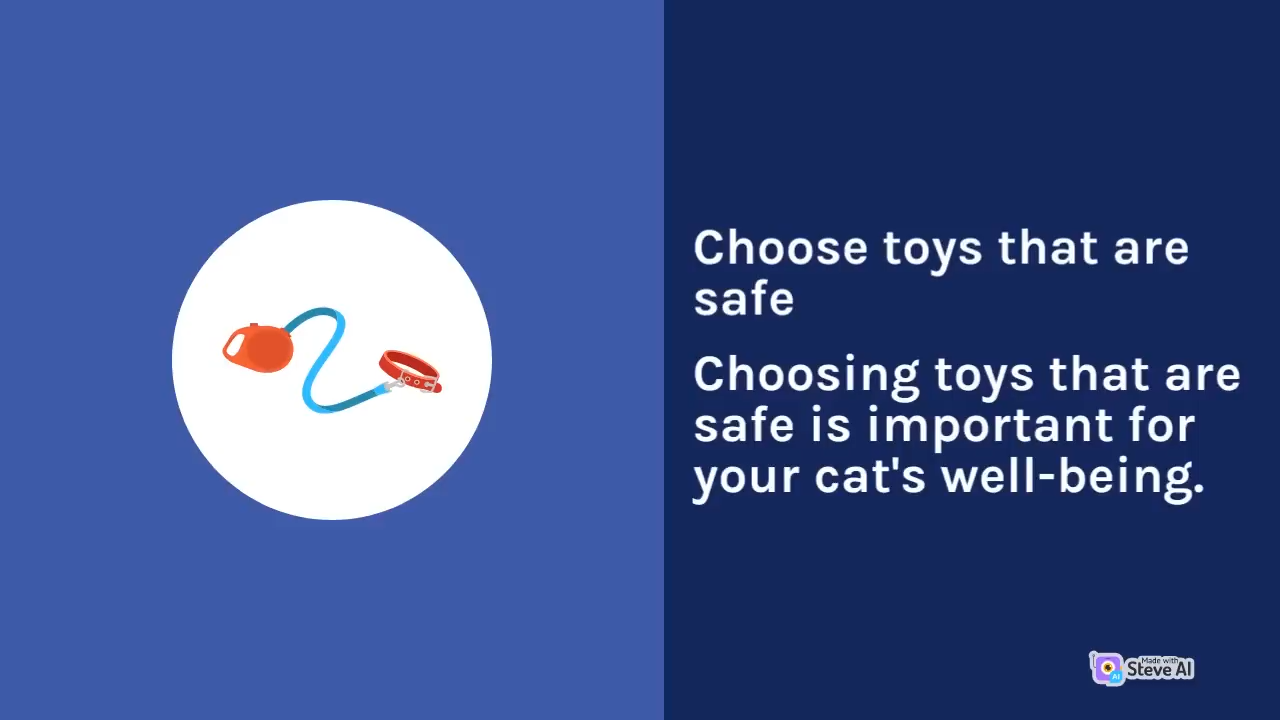 Choose toys that are
safe
Choosing toys that are
safe is important for
your cat's well-being.
Made with
Steve AI
AI